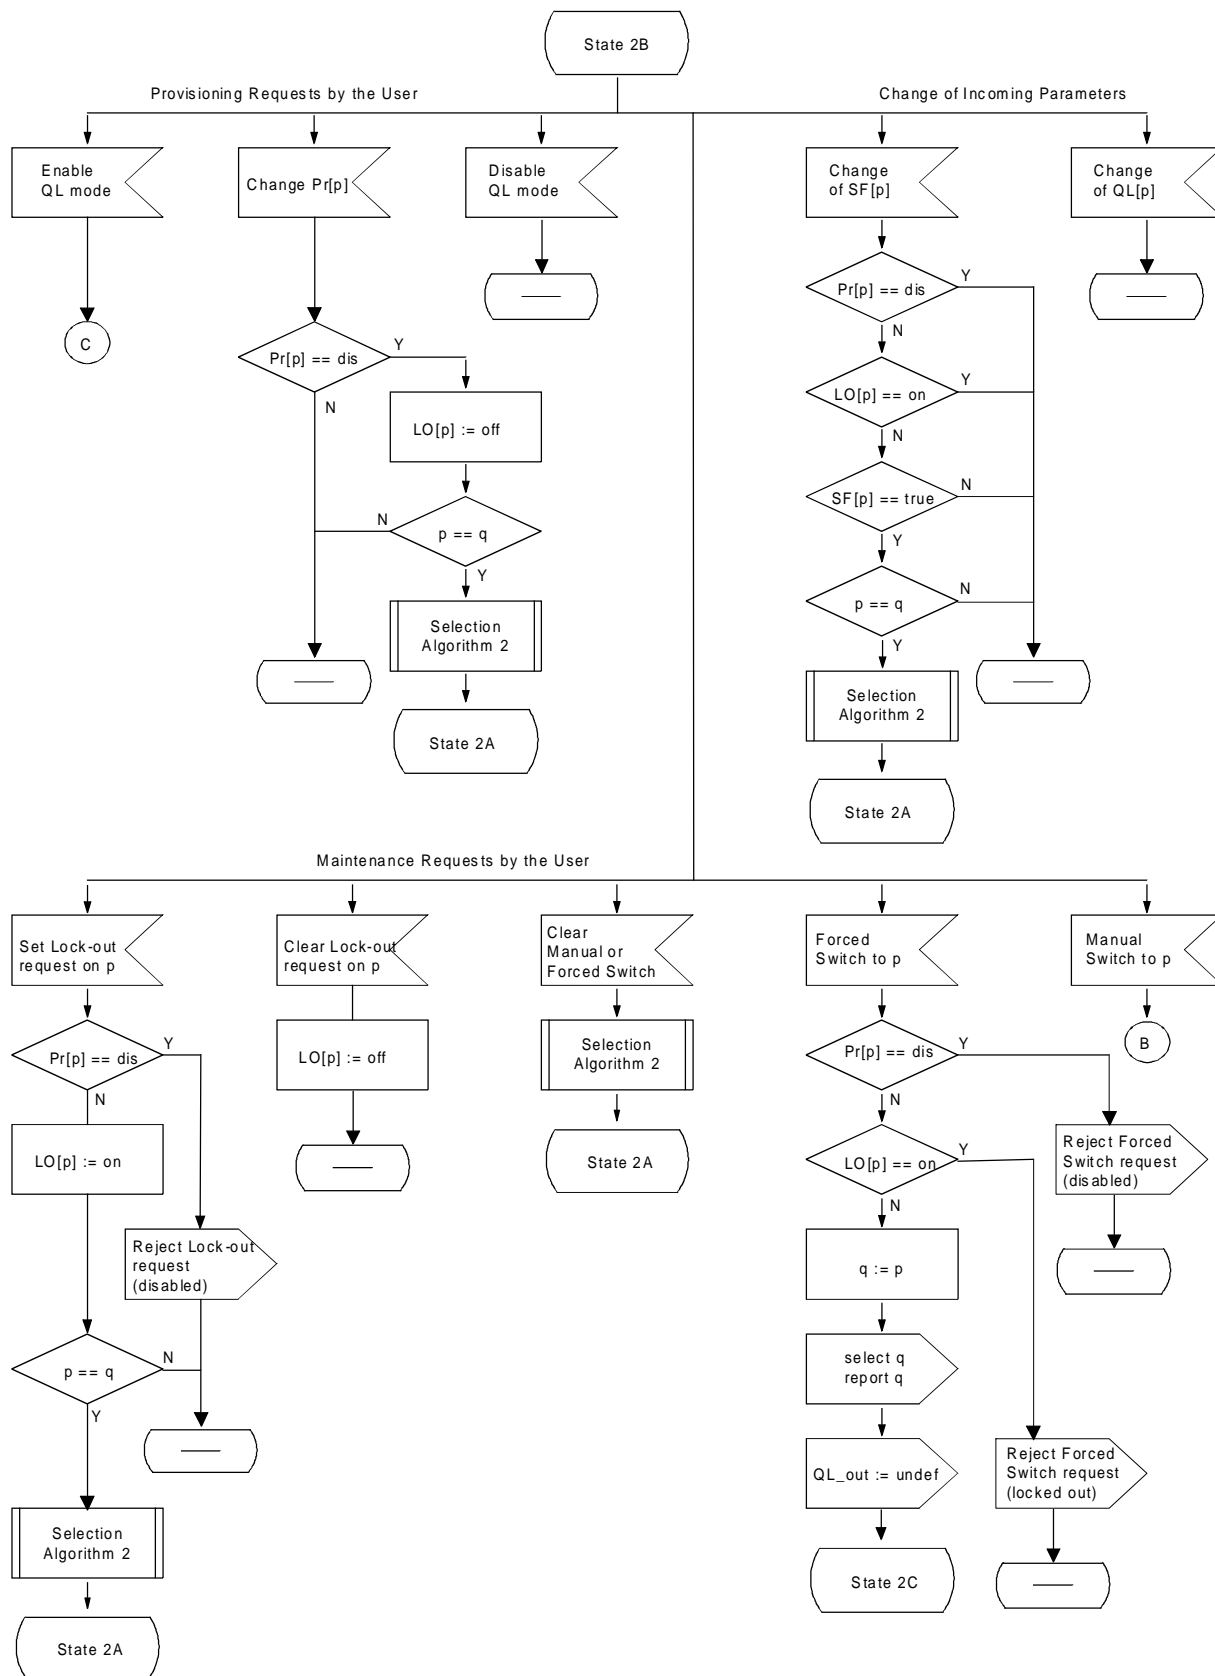 State 2B
Provisioning Requests by the User
Change of Incoming Parameters
Enable
QL mode
Change Pr[p]
Disable
QL mode
Change
of SF[p]
Change
of QL[p]
C
Pr[p] == dis
Y
N
LO[p] := off
p == q
N
Y
Selection
Algorithm 2
State 2A
Pr[p] == dis
Y
N
LO[p] == on
Y
N
SF[p] == true
N
Y
p == q
N
Y
Selection
Algorithm 2
State 2A
Maintenance Requests by the User
Set Lock-out
request on p
Clear Lock-out
request on p
Clear
Manual or
Forced Switch
Forced
Switch to p
Manual
Switch to p
Pr[p] == dis
Y
N
LO[p] := on
Reject Lock-out
request
(disabled)
p == q
N
Y
Selection
Algorithm 2
State 2A
LO[p] := off
Selection
Algorithm 2
State 2A
Pr[p] == dis
Y
N
LO[p] == on
Y
N
q := p
select q
report q
QL_out := undef
State 2C
B
Reject Forced
Switch request
(disabled)
Reject Forced
Switch request
(locked out)